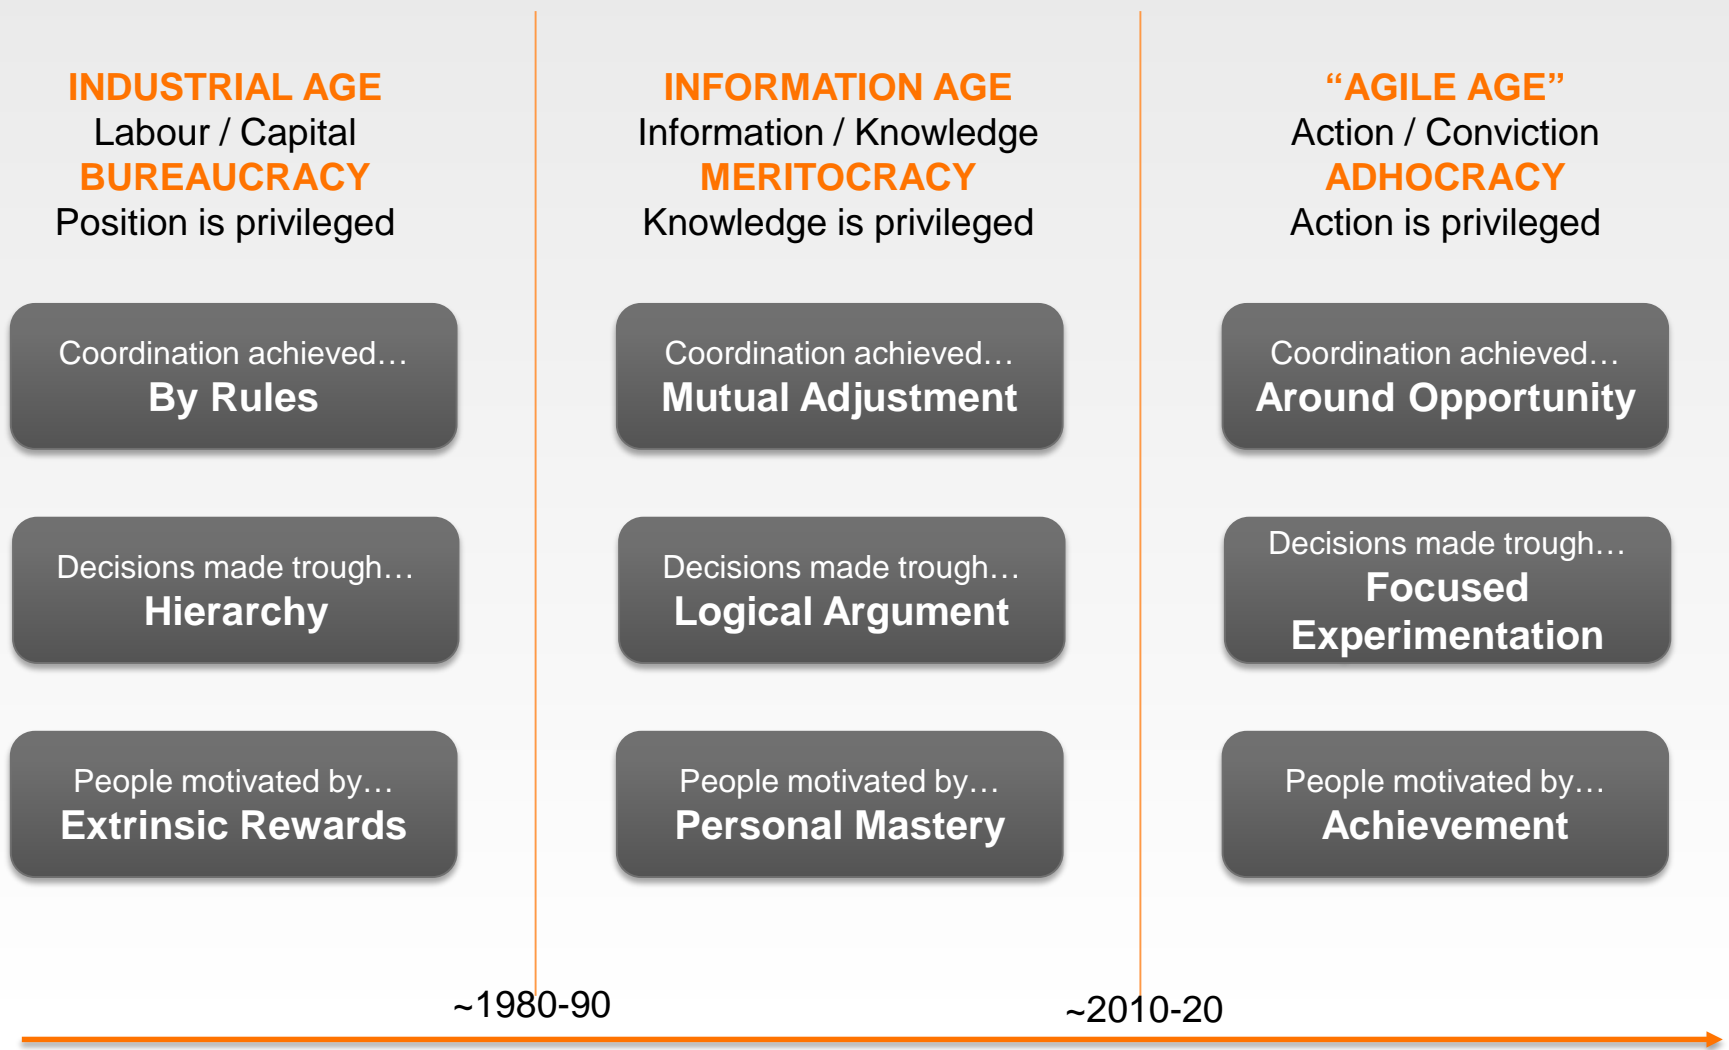 INDUSTRIAL AGE
Labour / Capital
BUREAUCRACY
Position is privileged
Coordination achieved…
By Rules
Decisions made trough…
Hierarchy
People motivated by…
Extrinsic Rewards
INFORMATION AGE
Information / Knowledge
MERITOCRACY
Knowledge is privileged
Coordination achieved…
Mutual Adjustment
Decisions made trough…
Logical Argument
People motivated by…
Personal Mastery
“AGILE AGE”
Action / Conviction
ADHOCRACY
Action is privileged
Coordination achieved…
Around Opportunity
Decisions made trough…
Focused
Experimentation
People motivated by…
Achievement
~1980-90
~2010-20